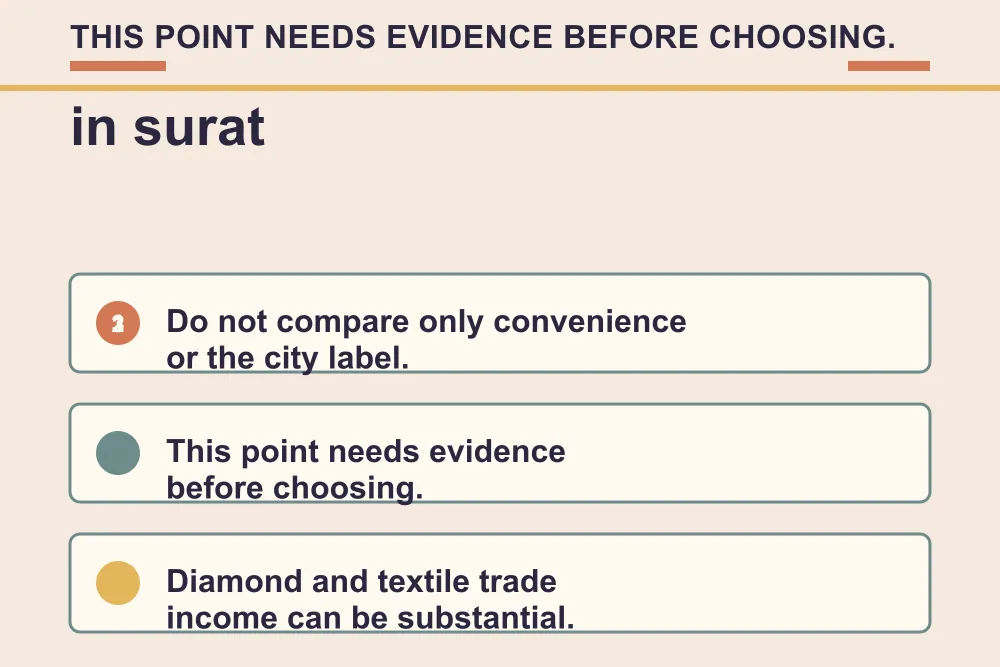 THIS POINT NEEDS EVIDENCE BEFORE CHOOSING.
in surat
Do not compare only convenience
or the city label.
This point needs evidence
before choosing.
Diamond and textile trade
income can be substantial.